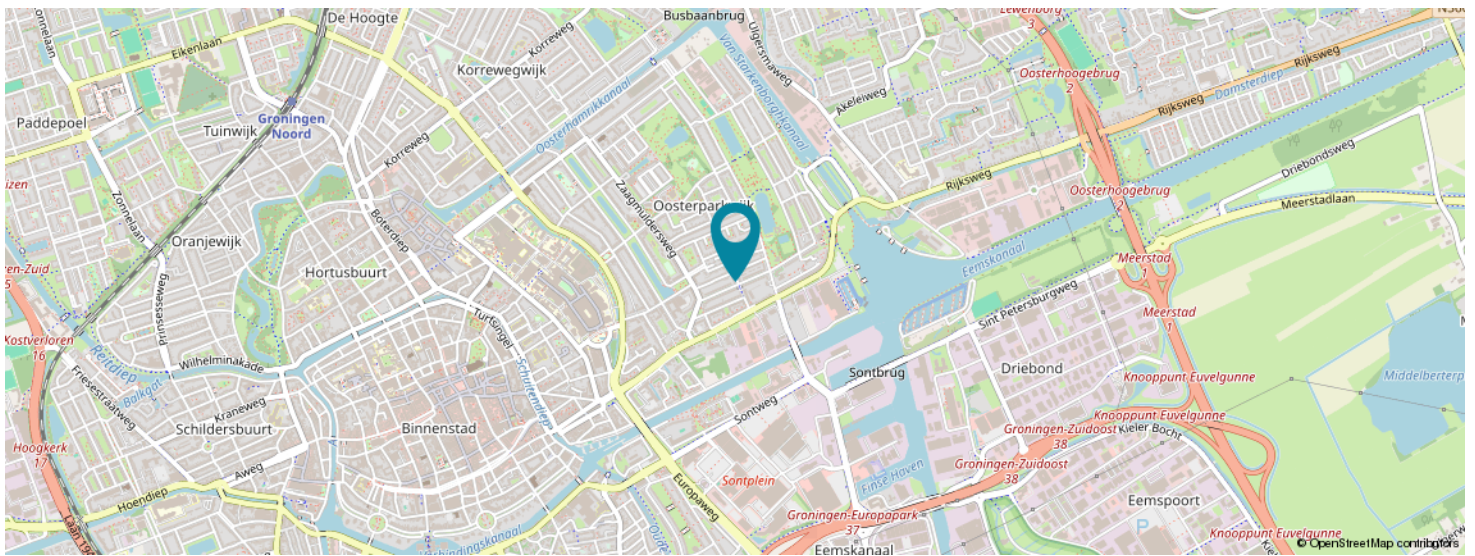 De Hoogte
Busbaanbrug
Lewenborg
3
Zonnelaan
Eikenlaan
Korreweg
Korrewegwijk
Ulgersmaweg
Van Starkenborghkanaal
Oosterhoogebrug
2
Rijksweg
Damsterdiep
Akeleiweg
Rijksweg
Paddepoel
Groningen
Noord
Tuinwijk
Korreweg
Oosterhamrikkanaal
Driebondsweg
Zonnelaan
Boterdiep
Zaagmuldersweg
Rijksweg
Oosterhoogebrug
2
Meerstadlaan
Oranjewijk
Hortusbuurt
Eemskanaal
Meerstad
1
Prinsesseweg
Turfsingel
Sint Petersburgweg
Meerstad
1
Kostverloren
16
Reitdiep
Wilhelminakade
Balkgat
Friesestraatweg
Schuitendiep
Sontbrug
Driebond
Knooppunt Euvelgunne
Kraneweg
Schildersbuurt
Binnenstad
Sontweg
Knooppunt Euvelgunne
Groningen-Zuidoost
38
Kieler Bocht
Hoogkerk
17
Aweg
A
Groningen-Zuidoost
38
Sontplein
Finse Haven
Hoendiep
Europaweg
Eemspoort
P
Groningen-Europapark
37
Knooppunt Euvelgunne
Eemskanaal
© OpenStreetMap contributors